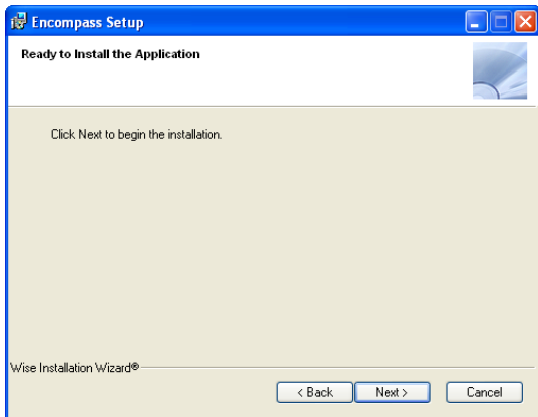 Encompass Setup
Ready to Install the Application
Click Next to begin the installation.
Wise Installation Wizard®
< Back
Next >
Cancel